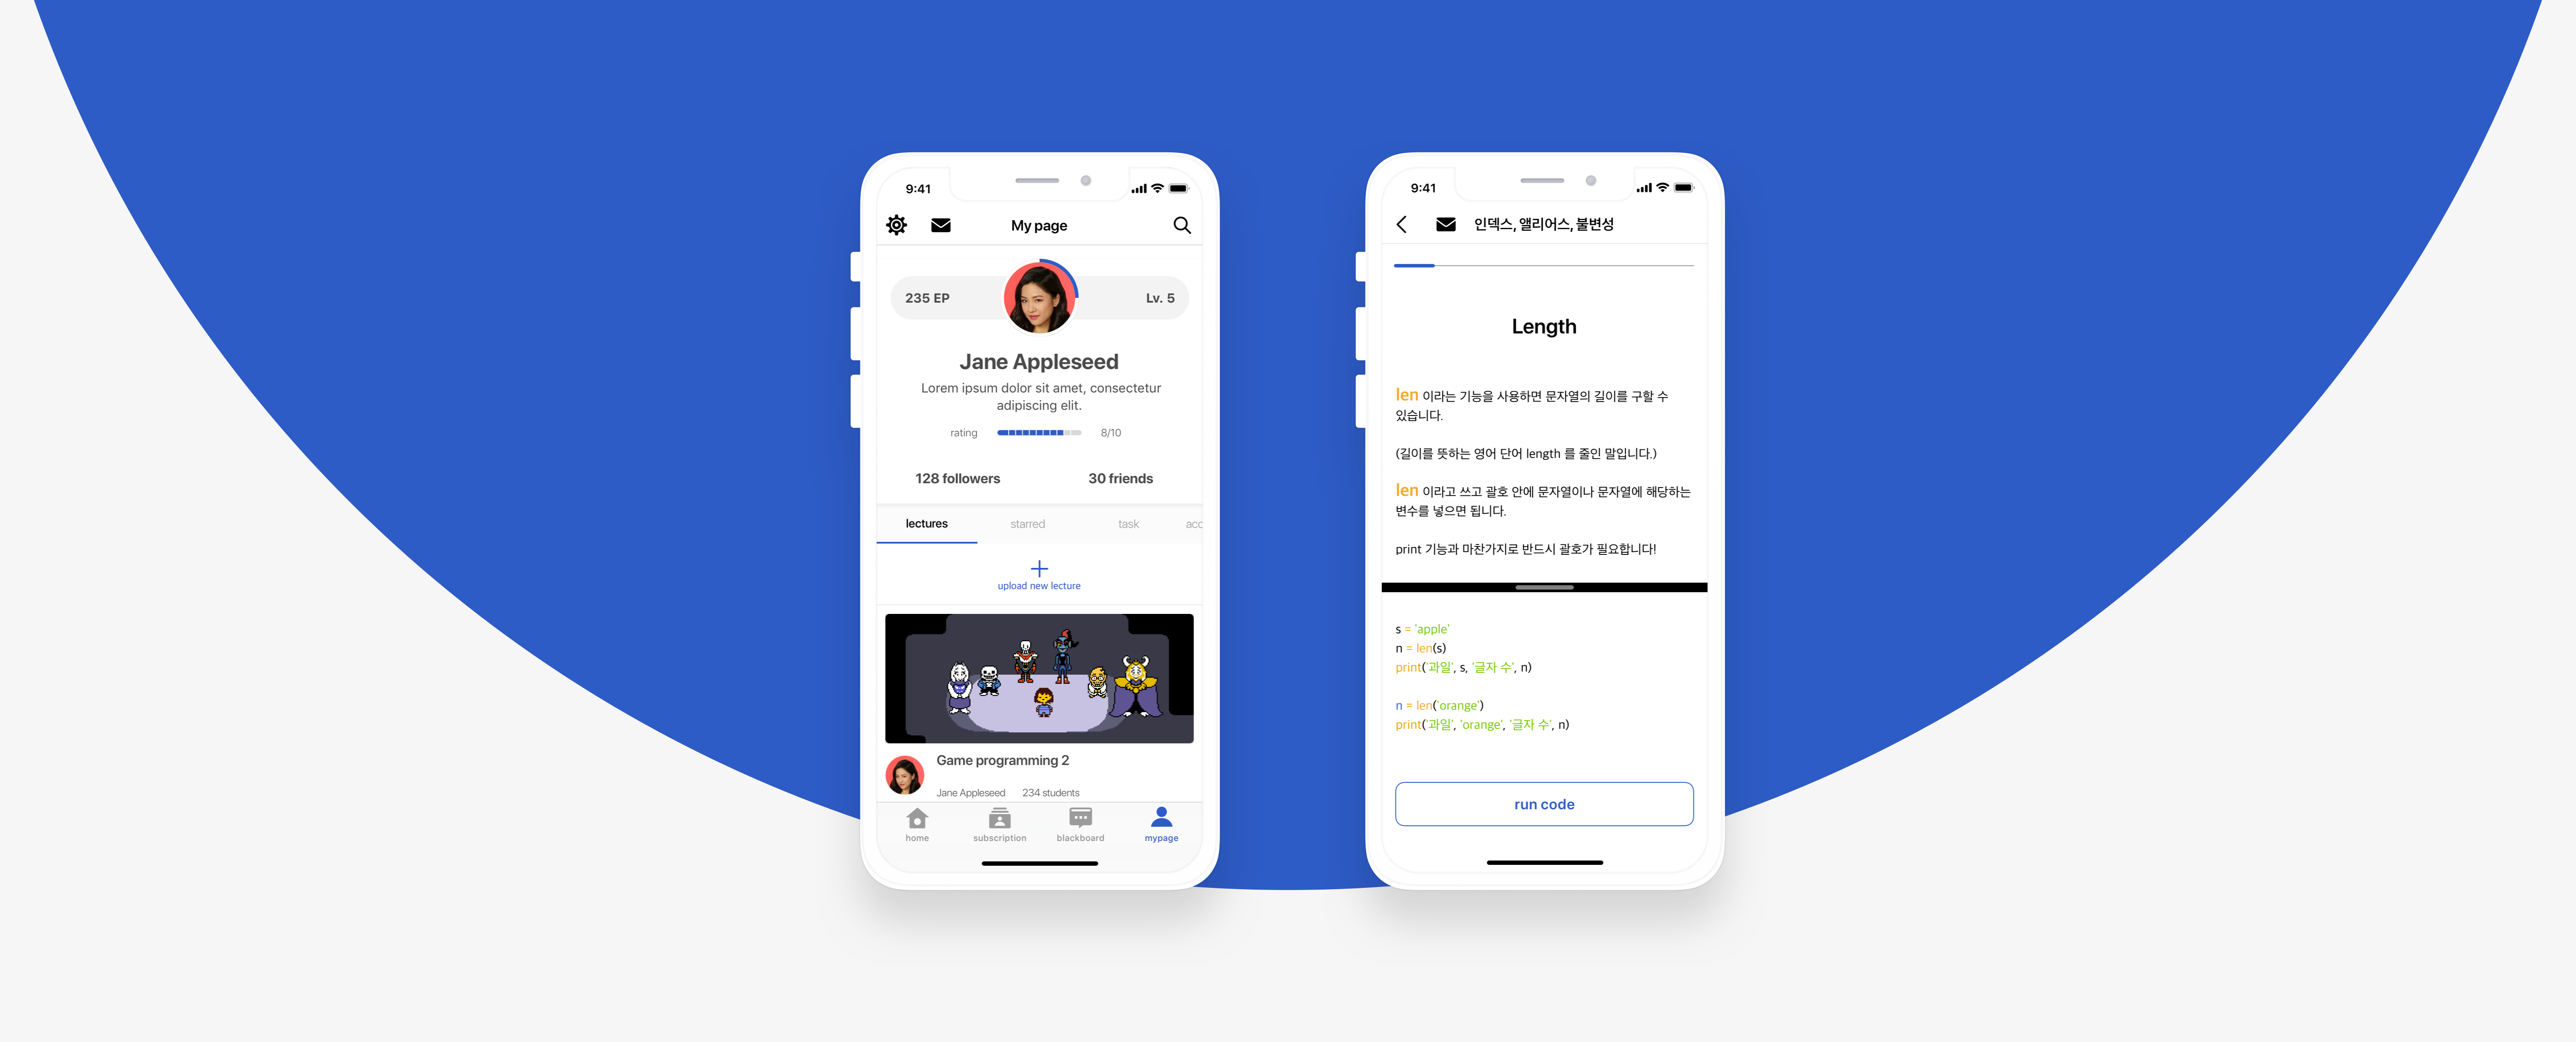 9:41
My page
235 EP
Lv. 5
Jane Appleseed
Lorem ipsum dolor sit amet, consectetur
adipiscing elit.
rating 8/10
128 followers 30 friends
lectures starred task acc
upload new lecture
Game programming 2
Jane Appleseed 234 students
home subscription blackboard mypage
9:41
인덱스, 앨리어스, 불변성
Length
len 이라는 기능을 사용하면 문자열의 길이를 구할 수
있습니다.
(길이를 뜻하는 영어 단어 length 를 줄인 말입니다.)
len 이라고 쓰고 괄호 안에 문자열이나 문자열에 해당하는
변수를 넣으면 됩니다.
print 기능과 마찬가지로 반드시 괄호가 필요합니다!
s = 'apple'
n = len(s)
print('과일', s, '글자 수', n)
n = len('orange')
print('과일', 'orange', '글자 수', n)
run code